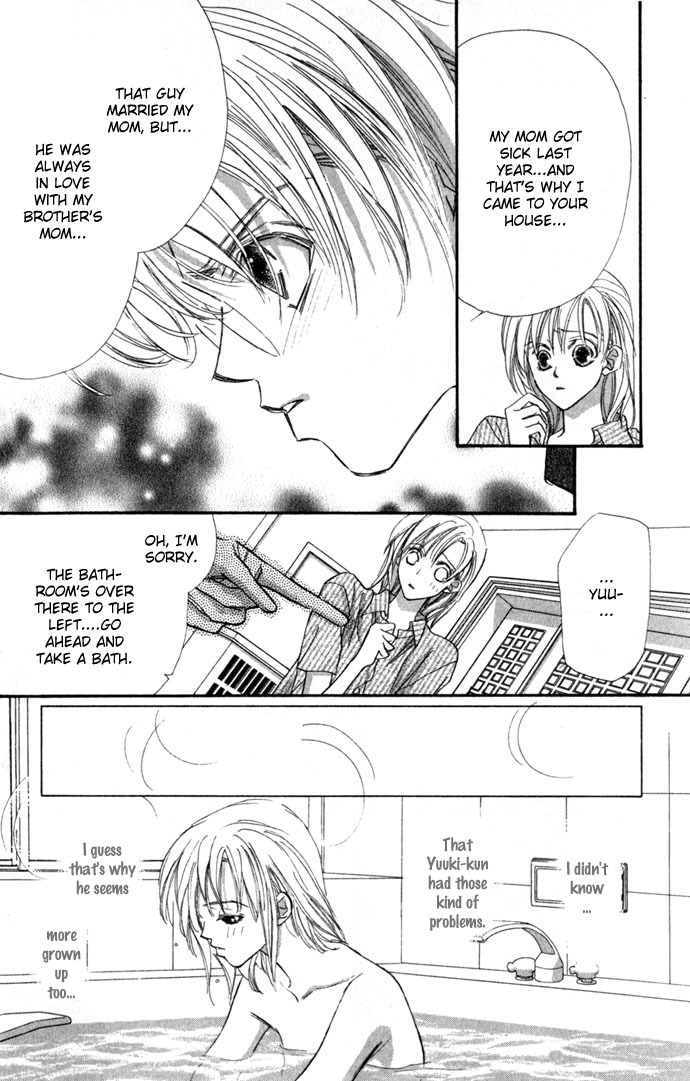 MY MOM GOT
SICK LAST
YEAR...AND
THAT'S WHY I
CAME TO YOUR
HOUSE...
THAT GUY
MARRIED MY
MOM, BUT...
HE WAS
ALWAYS
IN LOVE
WITH MY
BROTHER'S
MOM...
...
YUU-
...
OH, I'M
SORRY.
THE BATH-
ROOM'S OVER
THERE TO THE
LEFT....GO
AHEAD AND
TAKE A BATH.
I didn't
know
...
That
Yuuki-kun
had those
kind of
problems.
I guess
that's why
he seems
more
grown
up
too...